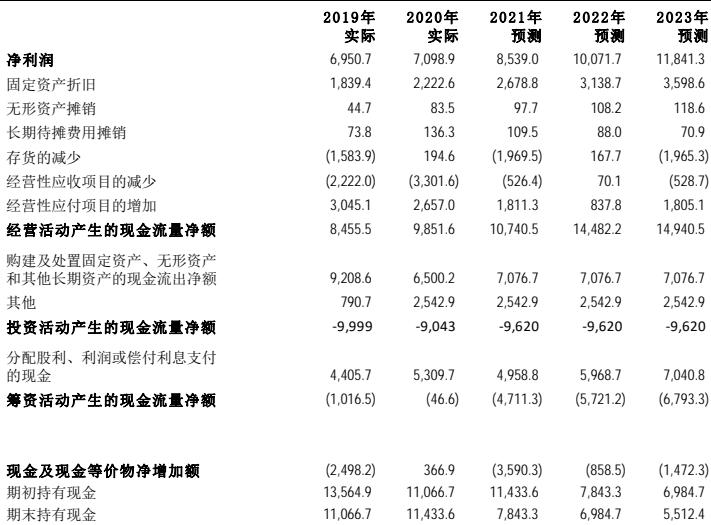 2019年 2020年 2021年 2022年 2023年
实际 实际 预测 预测 预测
净利润 6,950.7 7,098.9 8,539.0 10,071.7 11,841.3
固定资产折旧 1,839.4 2,222.6 2,678.8 3,138.7 3,598.6
无形资产摊销 44.7 83.5 97.7 108.2 118.6
长期待摊费用摊销 73.8 136.3 109.5 88.0 70.9
存货的减少 (1,583.9) 194.6 (1,969.5) 167.7 (1,965.3)
经营性应收项目的减少 (2,222.0) (3,301.6) (526.4) 70.1 (528.7)
经营性应付项目的增加 3,045.1 2,657.0 1,811.3 837.8 1,805.1
经营活动产生的现金流量净额 8,455.5 9,851.6 10,740.5 14,482.2 14,940.5
购建及处置固定资产、无形资产
和其他长期资产的现金流出净额 9,208.6 6,500.2 7,076.7 7,076.7 7,076.7
其他 790.7 2,542.9 2,542.9 2,542.9 2,542.9
投资活动产生的现金流量净额 -9,999 -9,043 -9,620 -9,620 -9,620
分配股利、利润或偿付利息支付
的现金 4,405.7 5,309.7 4,958.8 5,968.7 7,040.8
筹资活动产生的现金流量净额 (1,016.5) (46.6) (4,711.3) (5,721.2) (6,793.3)
现金及现金等价物净增加额 (2,498.2) 366.9 (3,590.3) (858.5) (1,472.3)
期初持有现金 13,564.9 11,066.7 11,433.6 7,843.3 6,984.7
期末持有现金 11,066.7 11,433.6 7,843.3 6,984.7 5,512.4